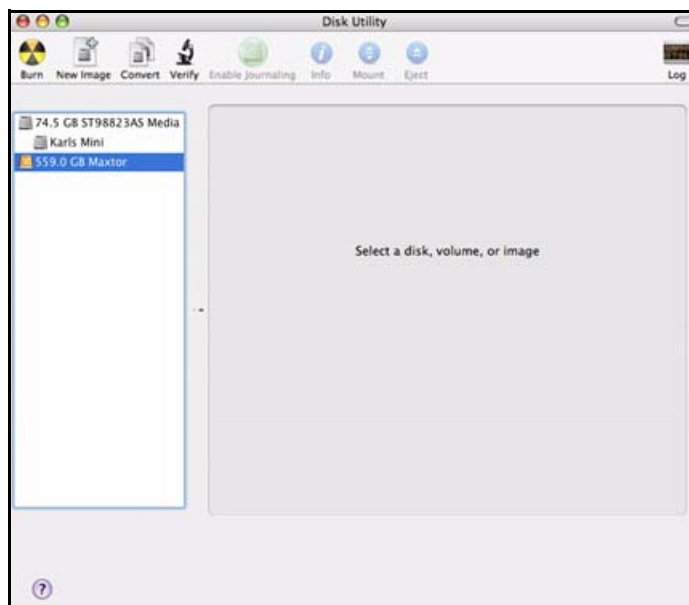 Disk Utility
Burn New Image Convert Verify Enable Journaling Info Mount Eject Log
74.5 GB ST98823AS Media
Karls Mini
559.0 GB Maxtor
Select a disk, volume, or image
?